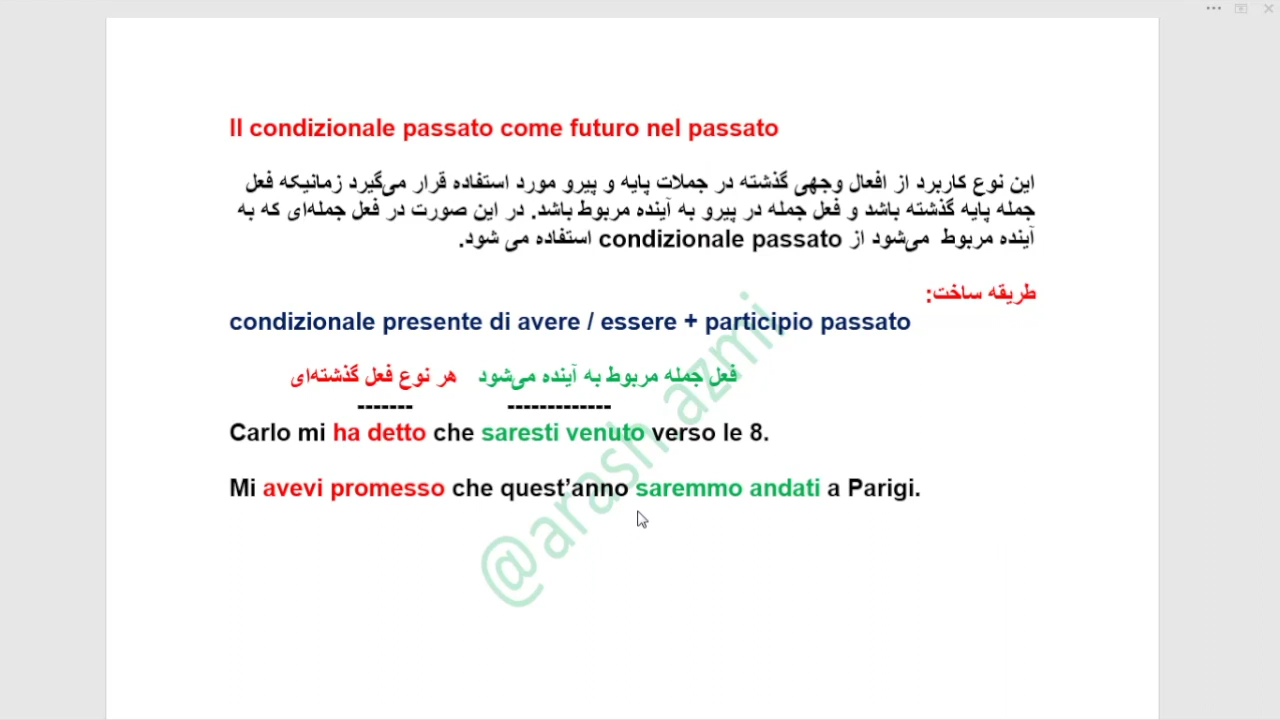 Il condizionale passato come futuro nel passato
این نوع کاربرد از افعال وجهی گذشته در جملات پایه و پیرو مورد استفاده قرار می‌گیرد زمانیکه فعل
جمله پایه گذشته باشد و فعل جمله در پیرو به آینده مربوط باشد. در این صورت در فعل جمله‌ای که به
آینده مربوط می‌شود از condizionale passato استفاده می شود.
طریقه ساخت:
condizionale presente di avere / essere + participio passato
هر نوع فعل گذشته‌ای فعل جمله مربوط به آینده می‌شود
------- -------------
Carlo mi ha detto che saresti venuto verso le 8.
Mi avevi promesso che quest’anno saremmo andati a Parigi.
@arash.azmii